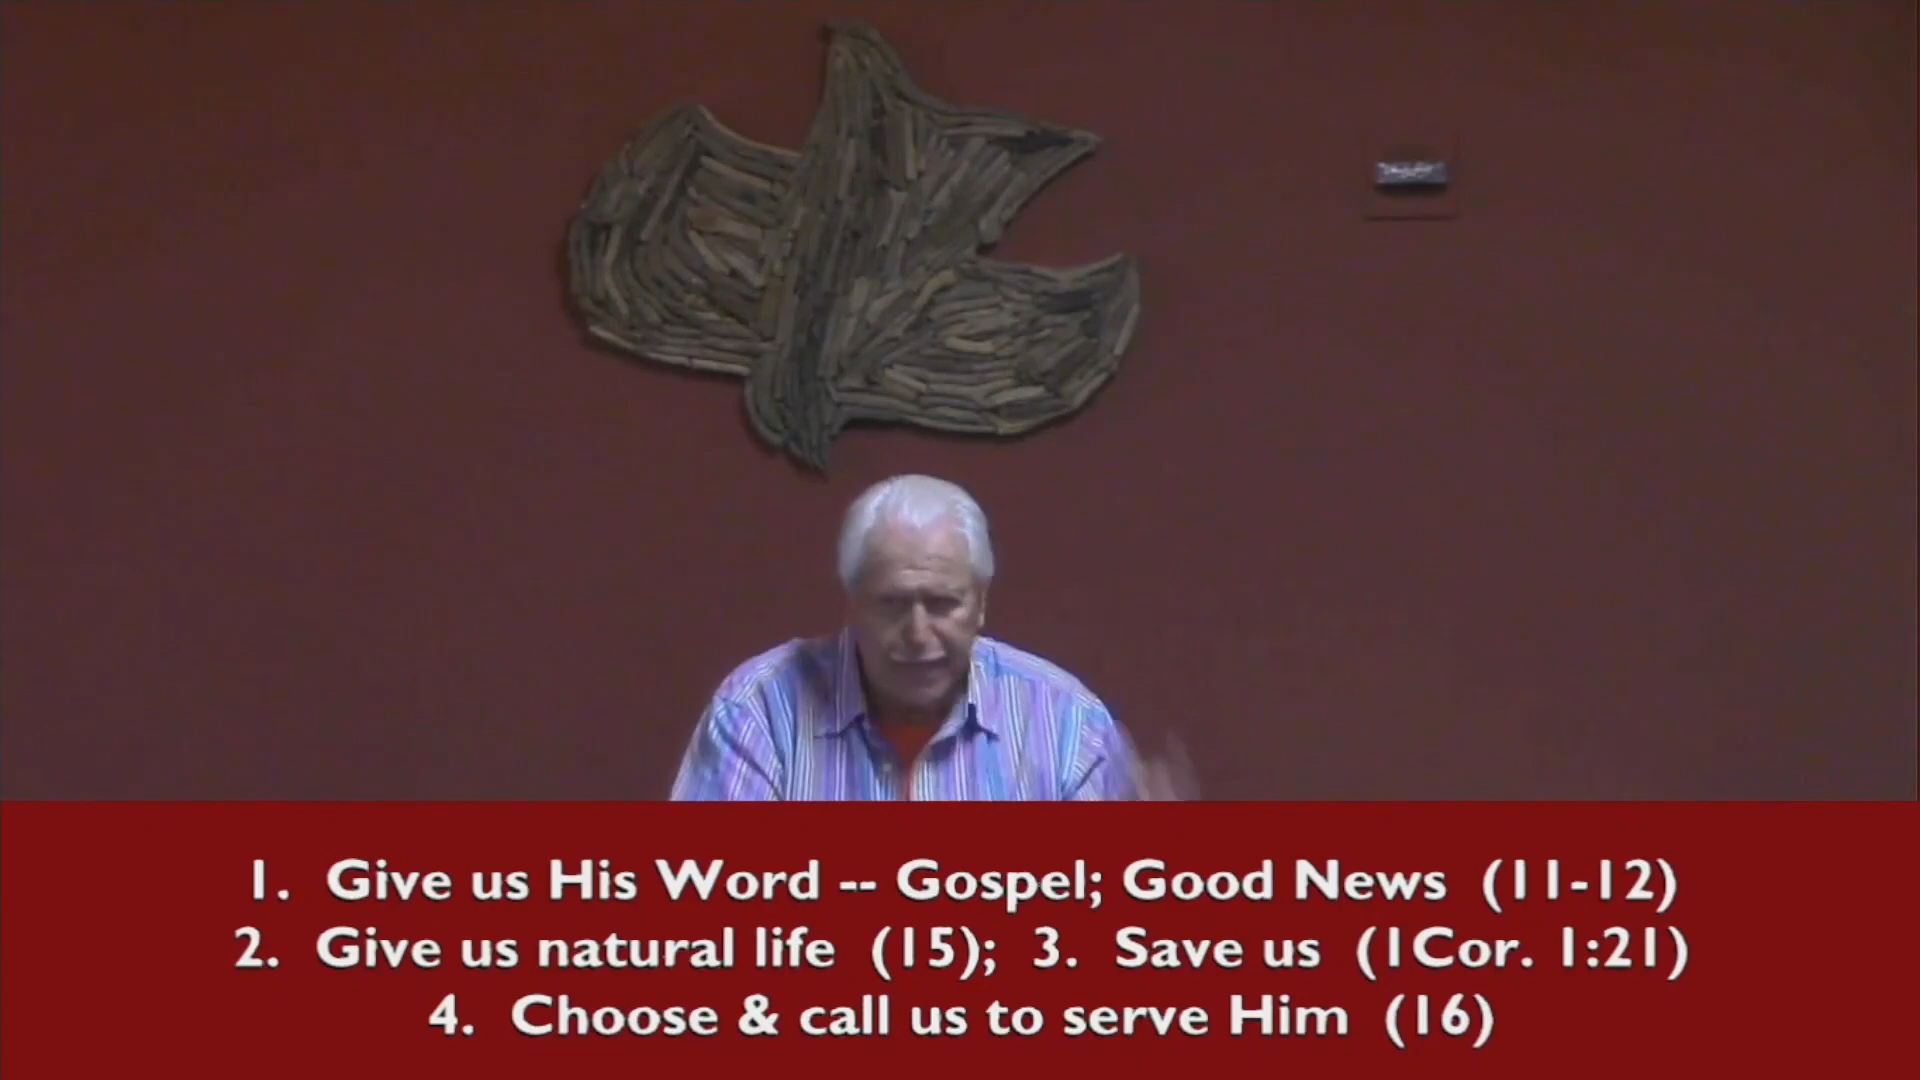 1. Give us His Word -- Gospel; Good News (11-12)
2. Give us natural life (15); 3. Save us (1Cor. 1:21)
4. Choose & call us to serve Him (16)